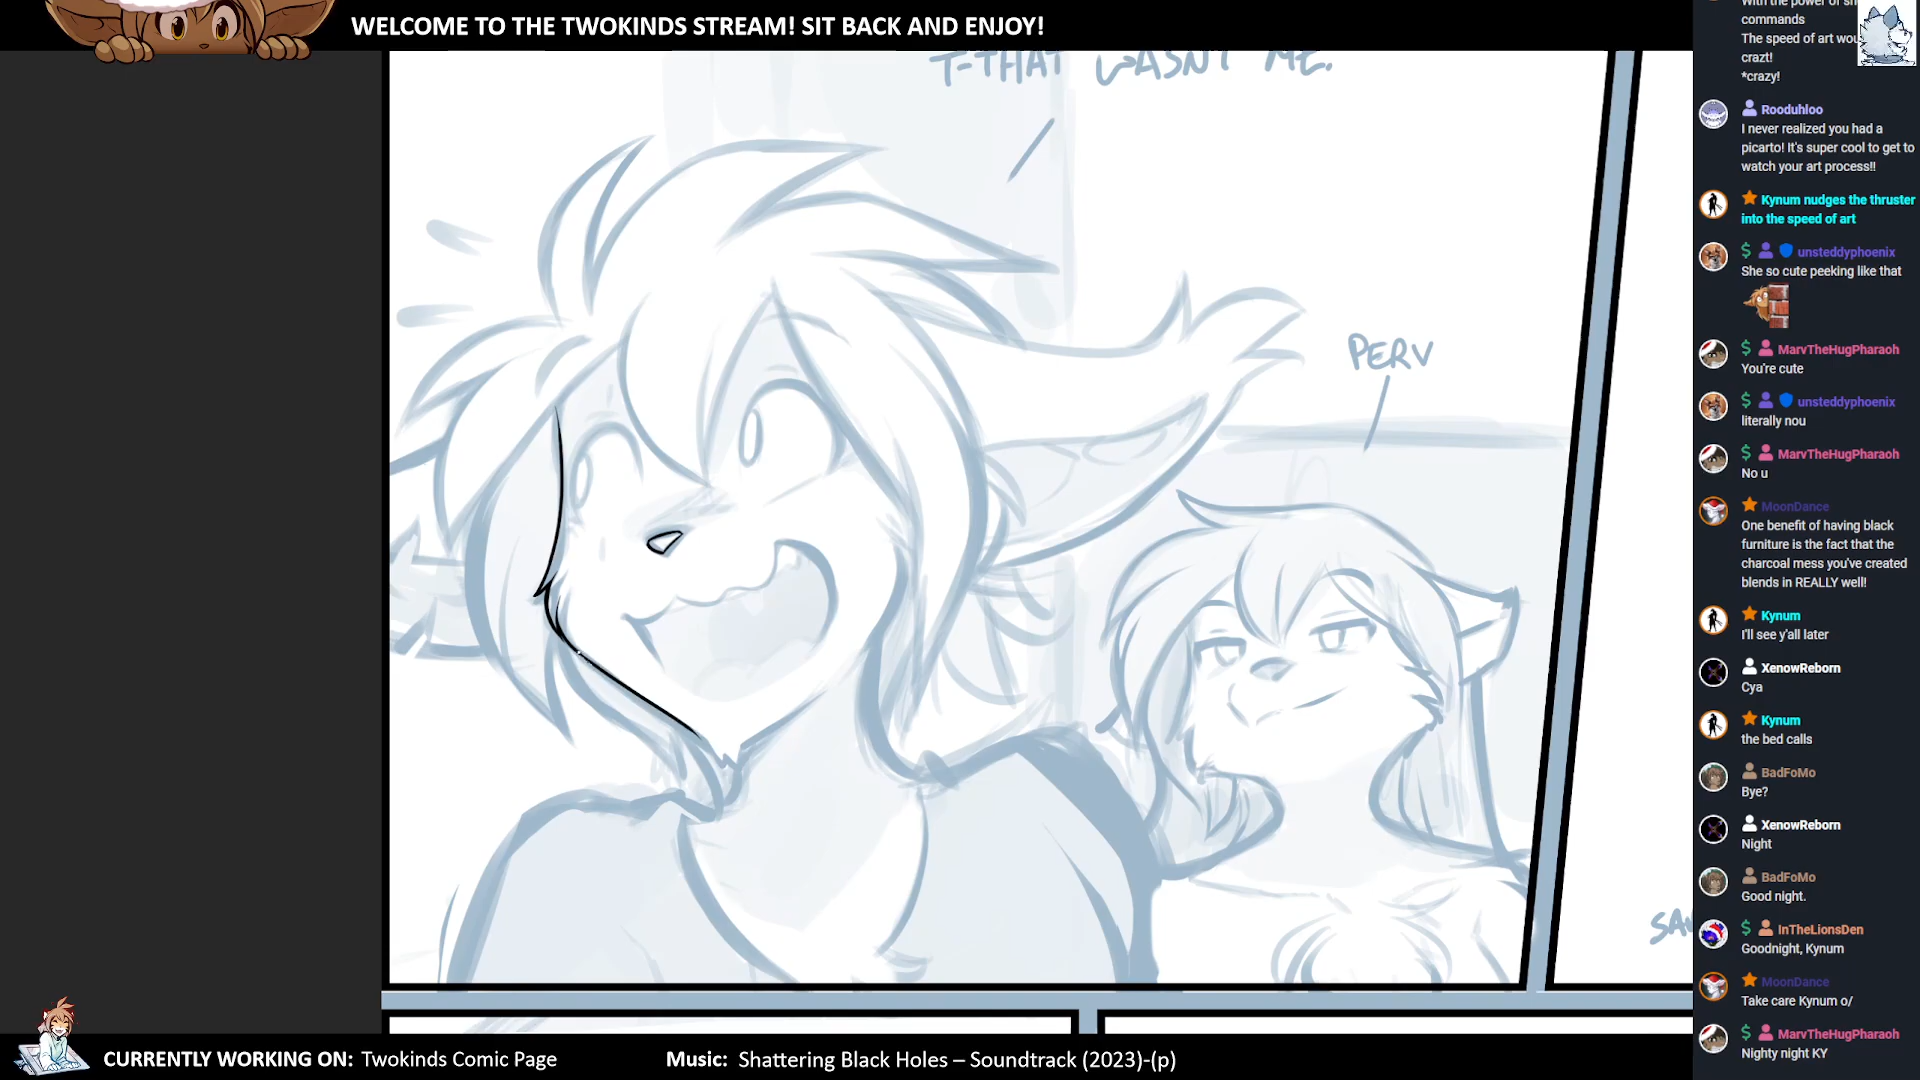 WELCOME TO THE TWOKINDS STREAM! SIT BACK AND ENJOY!
T-THAT WASN'T ME.
PERV
CURRENTLY WORKING ON: Twokinds Comic Page
Music: Shattering Black Holes – Soundtrack (2023)-(p)
With the power of
commands
The speed of art
crazt!
*crazy!
Rooduhloo
I never realized you had a
picarto! It's super cool to get to
watch your art process!!
Kynum nudges the thruster
into the speed of art
unsteddyphoenix
She so cute peeking like that
MarvTheHugPharaoh
You're cute
unsteddyphoenix
literally nou
MarvTheHugPharaoh
No u
MoonDance
One benefit of having black
furniture is the fact that the
charcoal mess you've created
blends in REALLY well!
Kynum
I'll see y'all later
XenowReborn
Cya
Kynum
the bed calls
BadFoMo
Bye?
XenowReborn
Night
BadFoMo
Good night.
InTheLionsDen
Goodnight, Kynum
MoonDance
Take care Kynum o/
MarvTheHugPharaoh
Nighty night KY